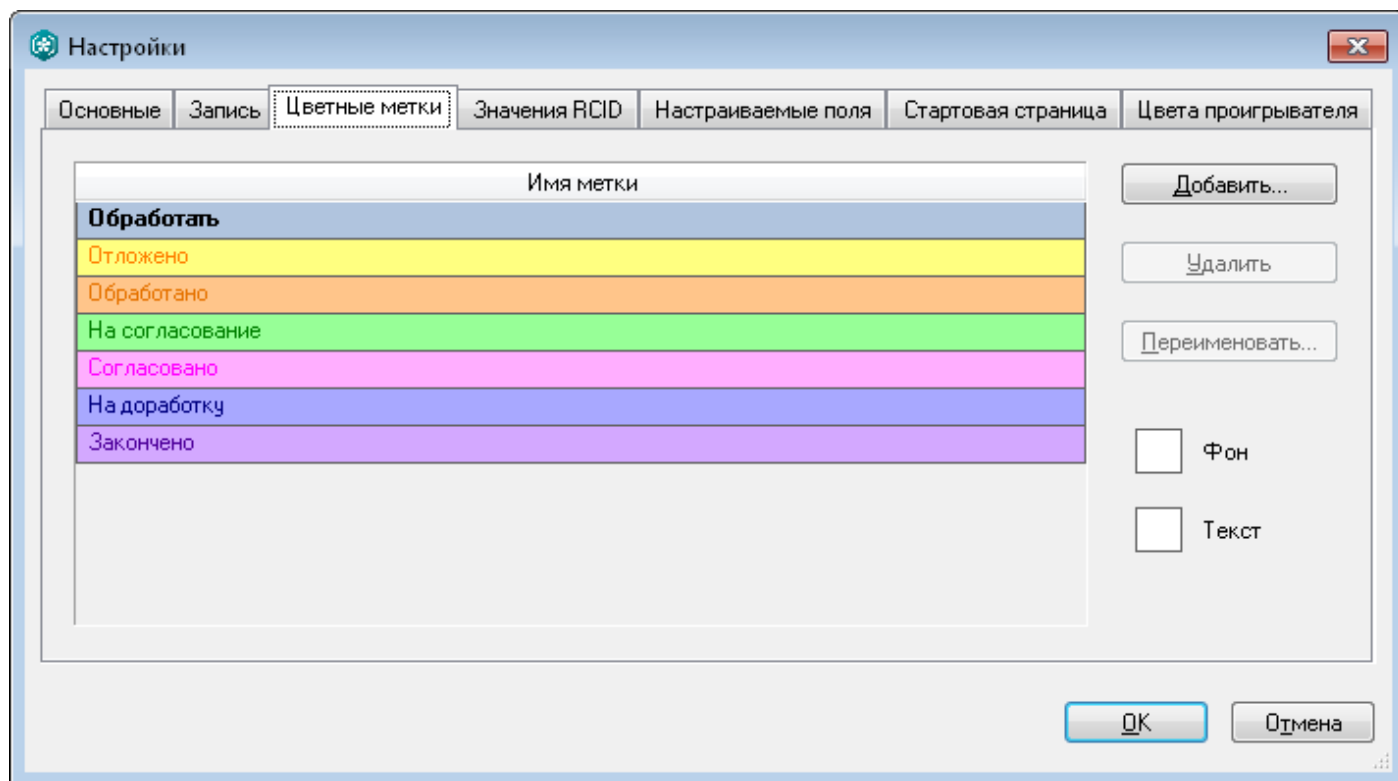 Настройки
Основные Запись Цветные метки Значения RCID Настраиваемые поля Стартовая страница Цвета проигрывателя
Имя метки
Добавить...
Обработать
Отложено
Удалить
Обработано
На согласование
Переименовать...
Согласовано
На доработку
Закончено
Фон
Текст
OK Отмена